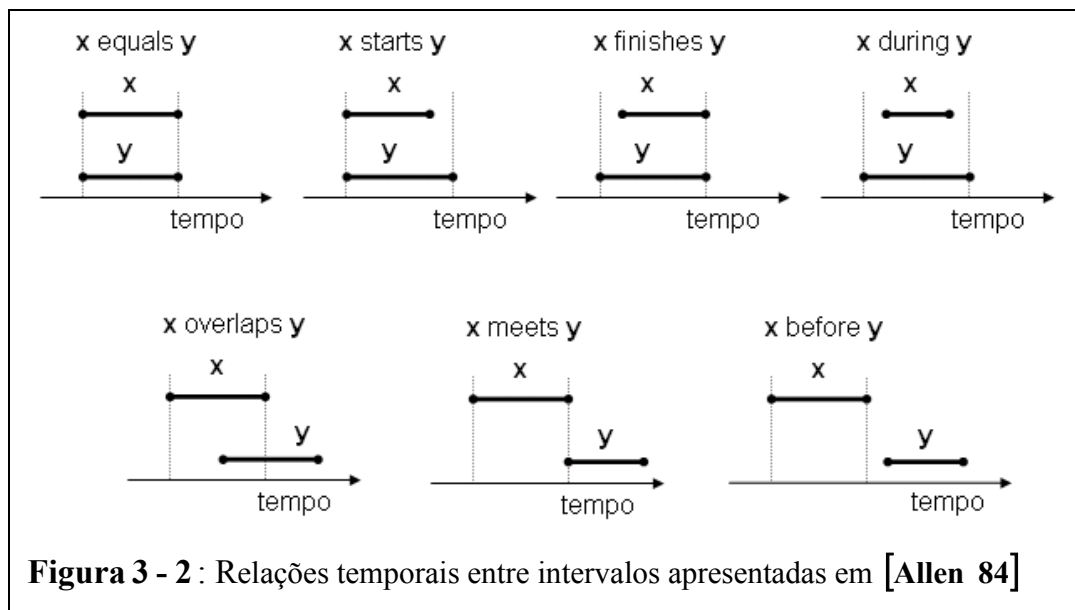 x equals y
x starts y
x finishes y
x during y
x
x
x
x
y
y
y
y
tempo
tempo
tempo
tempo
x overlaps y
x meets y
x before y
x
x
x
y
y
y
tempo
tempo
tempo
Figura 3 - 2 : Relações temporais entre intervalos apresentadas em [Allen 84]